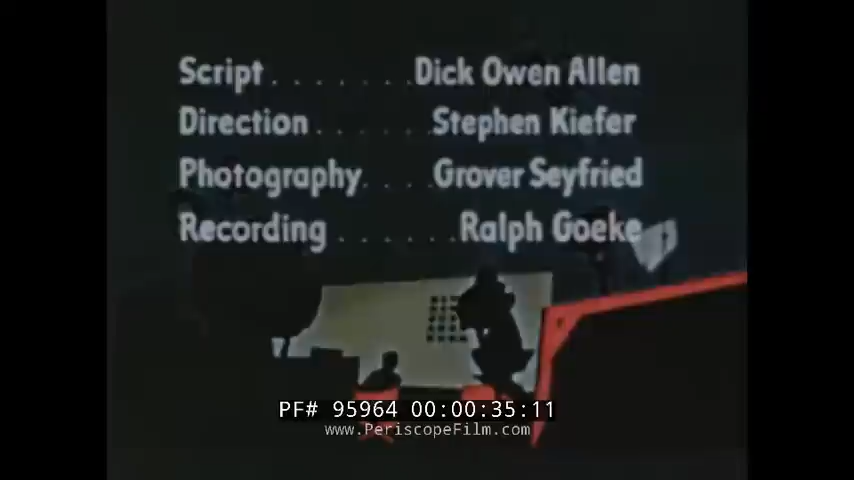 Script . . . . . . . Dick Owen Allen
Direction . . . . . . Stephen Kiefer
Photography . . . . Grover Seyfried
Recording . . . . . . Ralph Goeke
PF# 95964 00:00:35:11
www.PeriscopeFilm.com